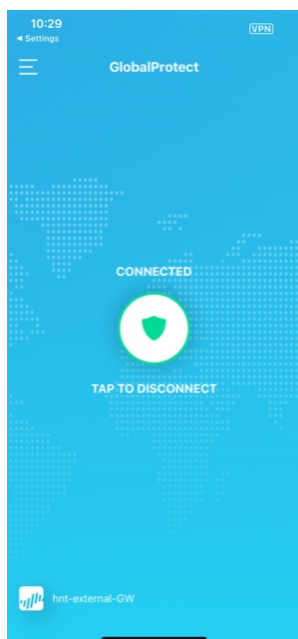 10:29
VPN
◀ Settings
GlobalProtect
CONNECTED
TAP TO DISCONNECT
hnt-external-GW